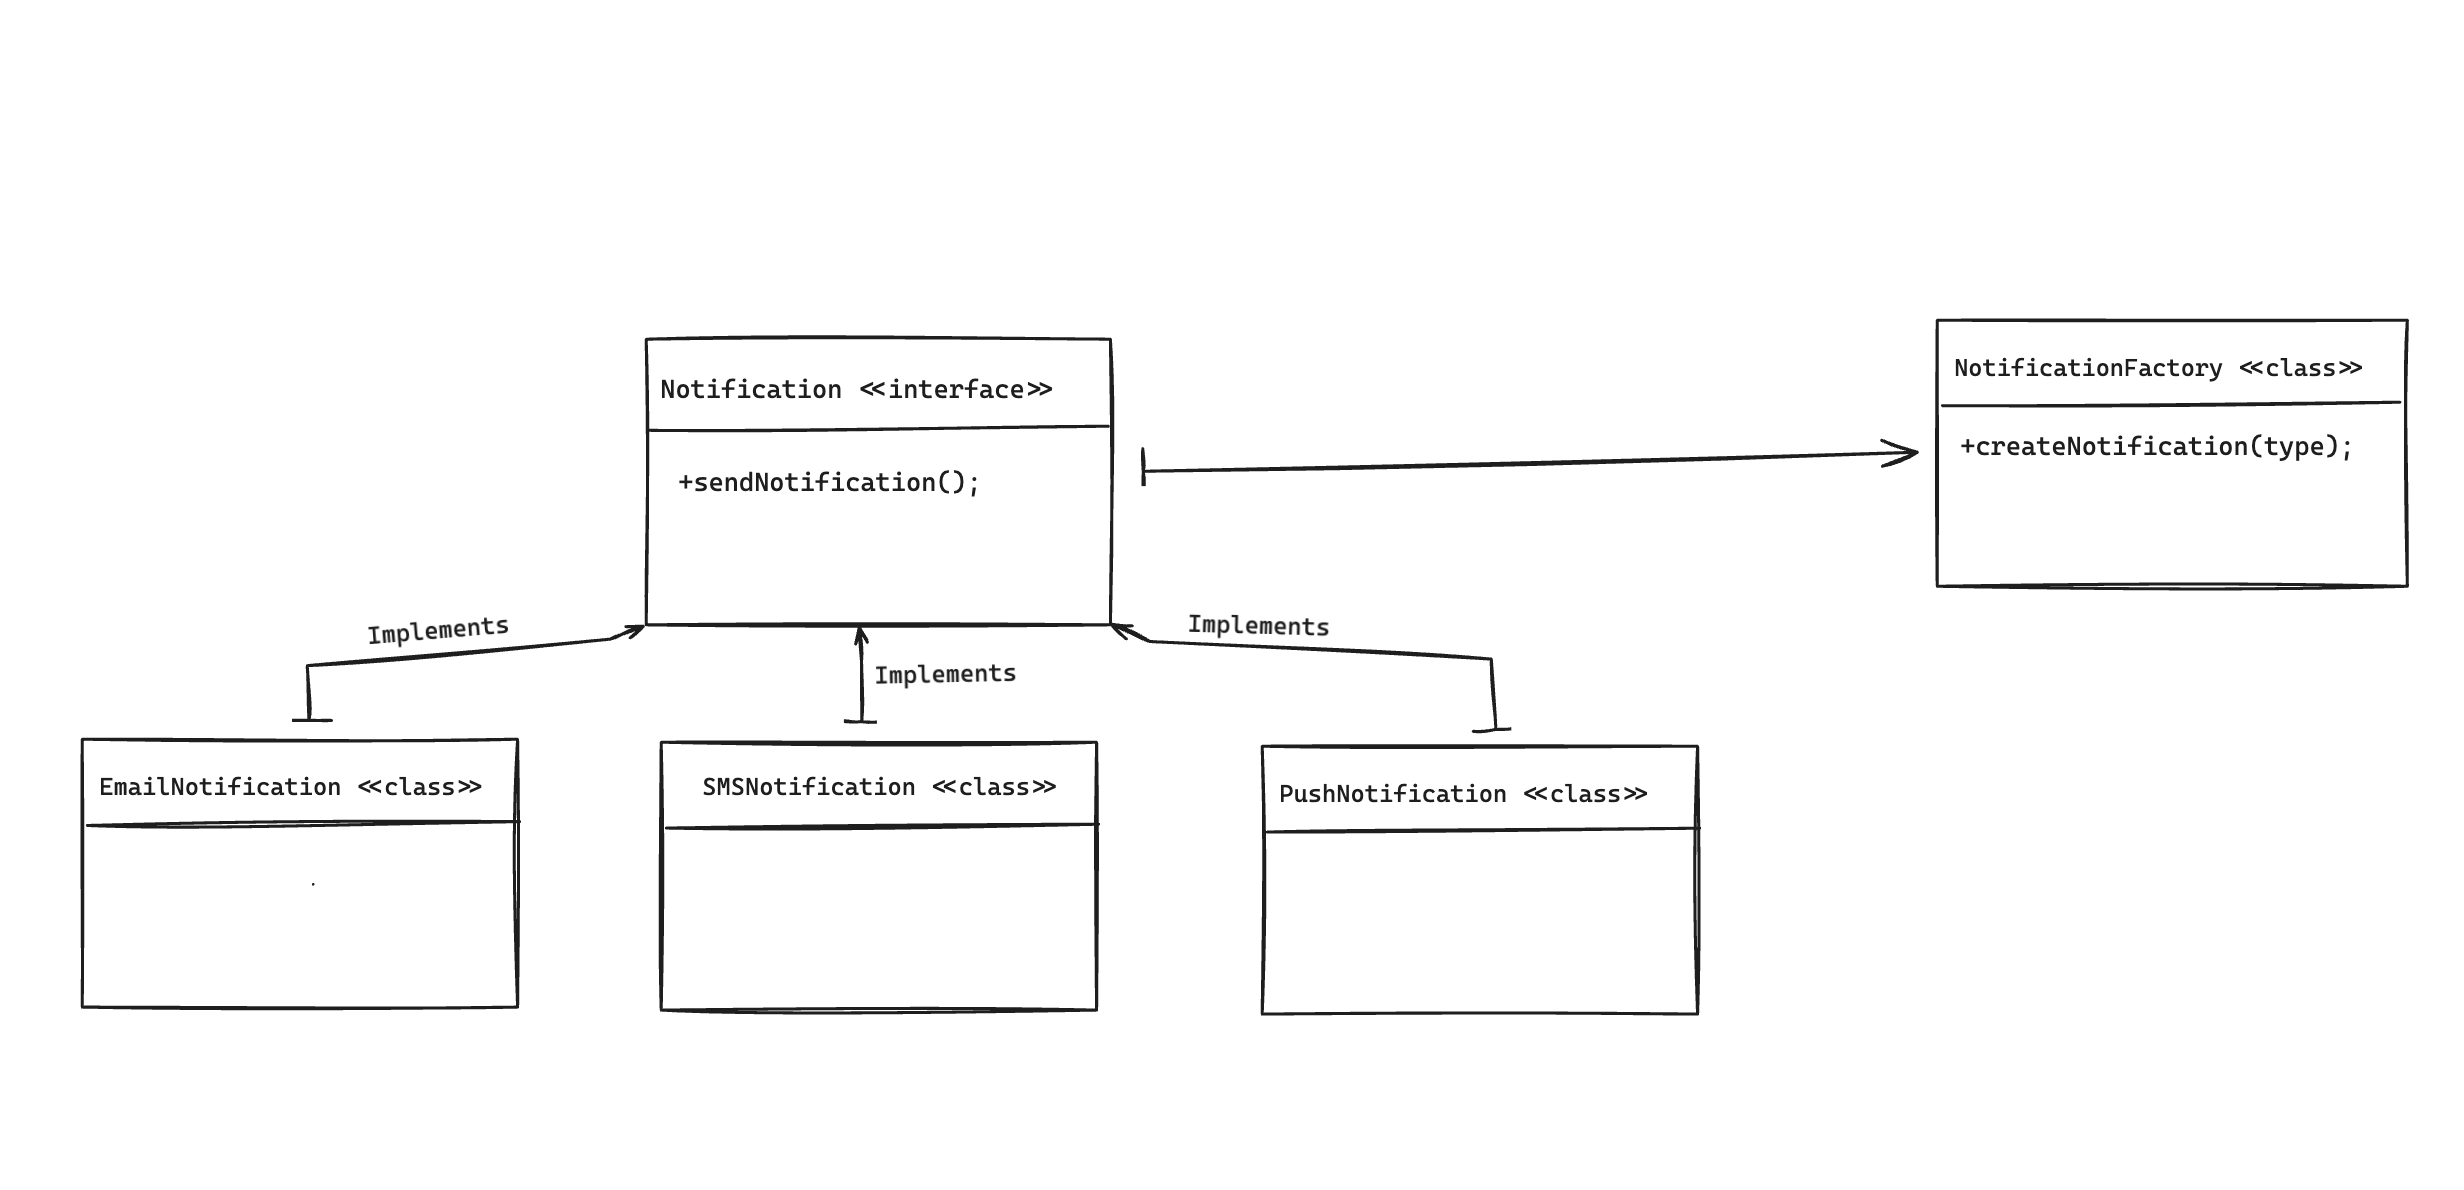 NotificationFactory <<class>>
Notification <<interface>>
+createNotification(type);
+sendNotification();
Implements
Implements
Implements
EmailNotification <<class>>
SMSNotification <<class>>
PushNotification <<class>>